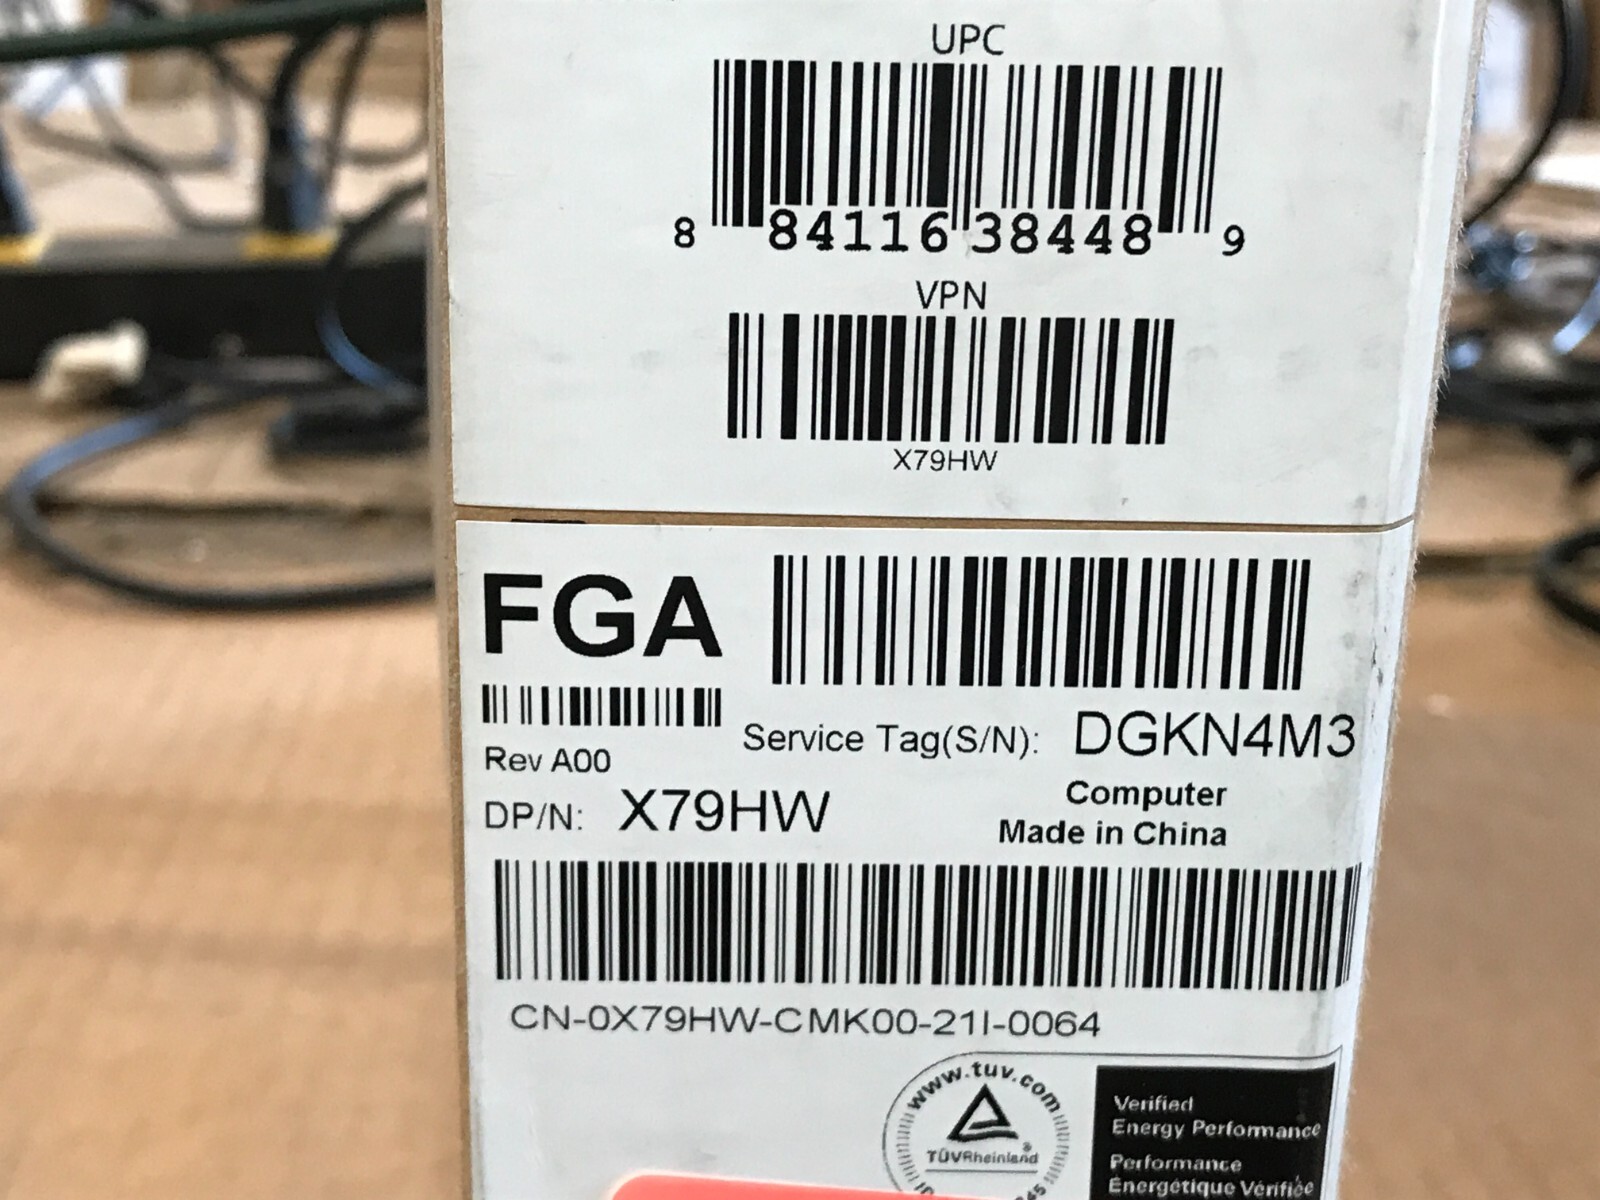 UPC
8 84116 38448 9
VPN
X79HW
FGA
Rev A00
Service Tag(S/N): DGKN4M3
DP/N: X79HW
Computer
Made in China
CN-0X79HW-CMK00-21I-0064
www.tuv.com
TÜVRheinland®
Verified
Energy Performance
Performance
Énergétique Vérifiée